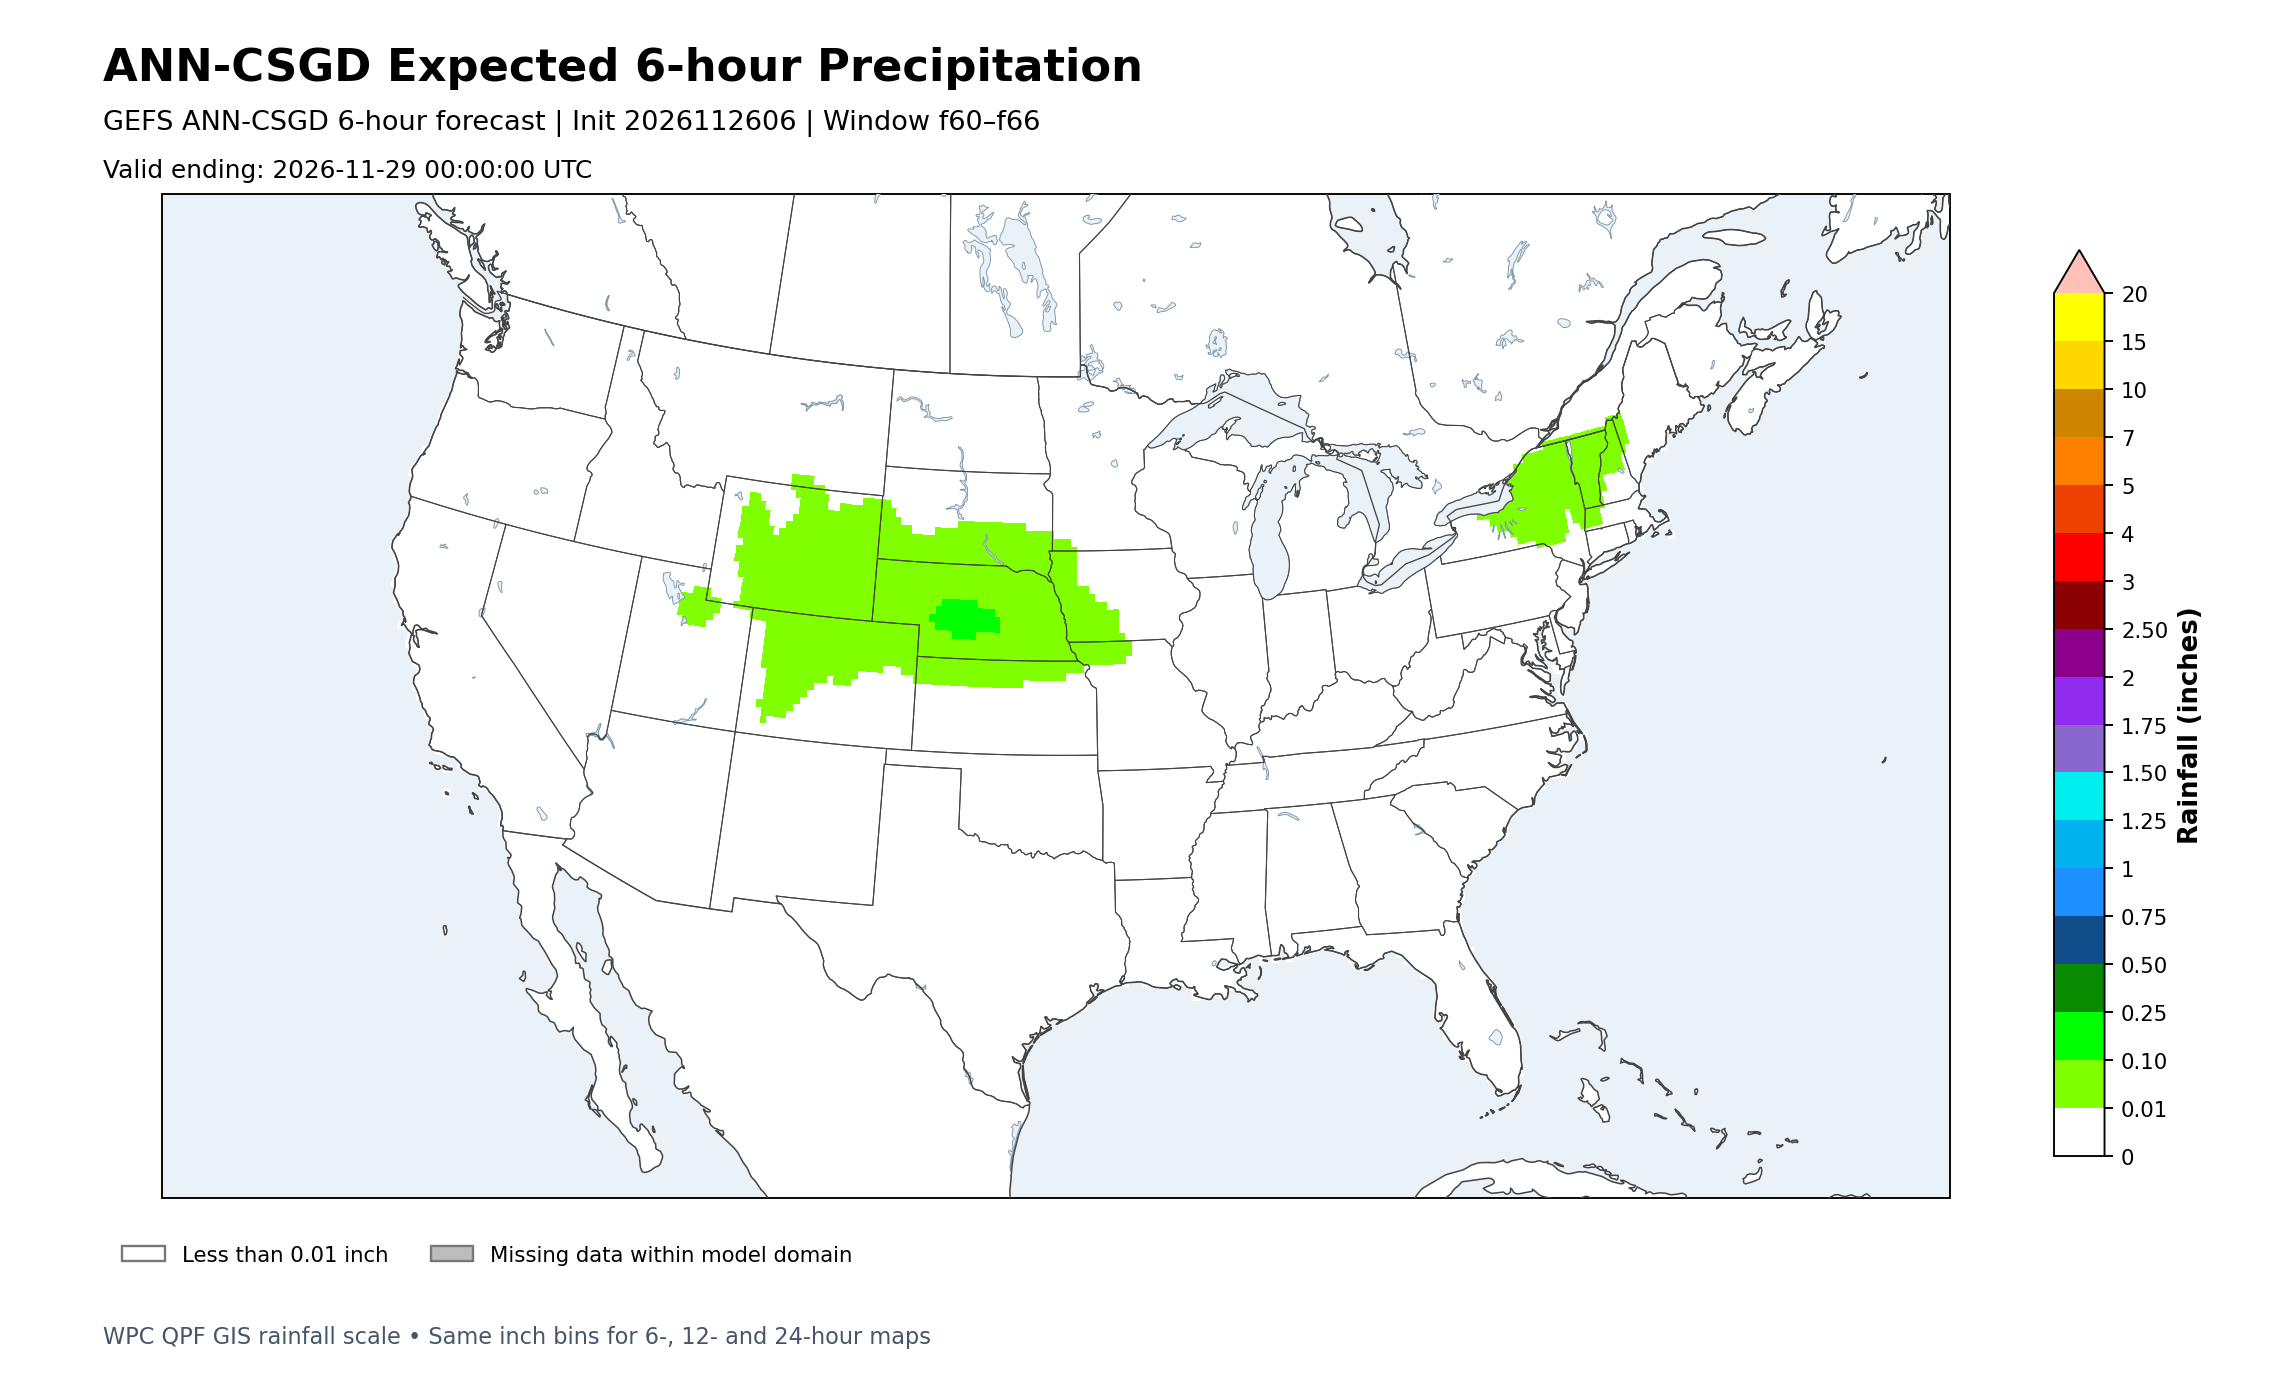 ANN-CSGD Expected 6-hour Precipitation
GEFS ANN-CSGD 6-hour forecast | Init 2026112606 | Window f60–f66
Valid ending: 2026-11-29 00:00:00 UTC
20
15
10
7
5
4
3
2.50
2
1.75
1.50
1.25
1
0.75
0.50
0.25
0.10
0.01
0
Rainfall (inches)
Less than 0.01 inch
Missing data within model domain
WPC QPF GIS rainfall scale • Same inch bins for 6-, 12- and 24-hour maps